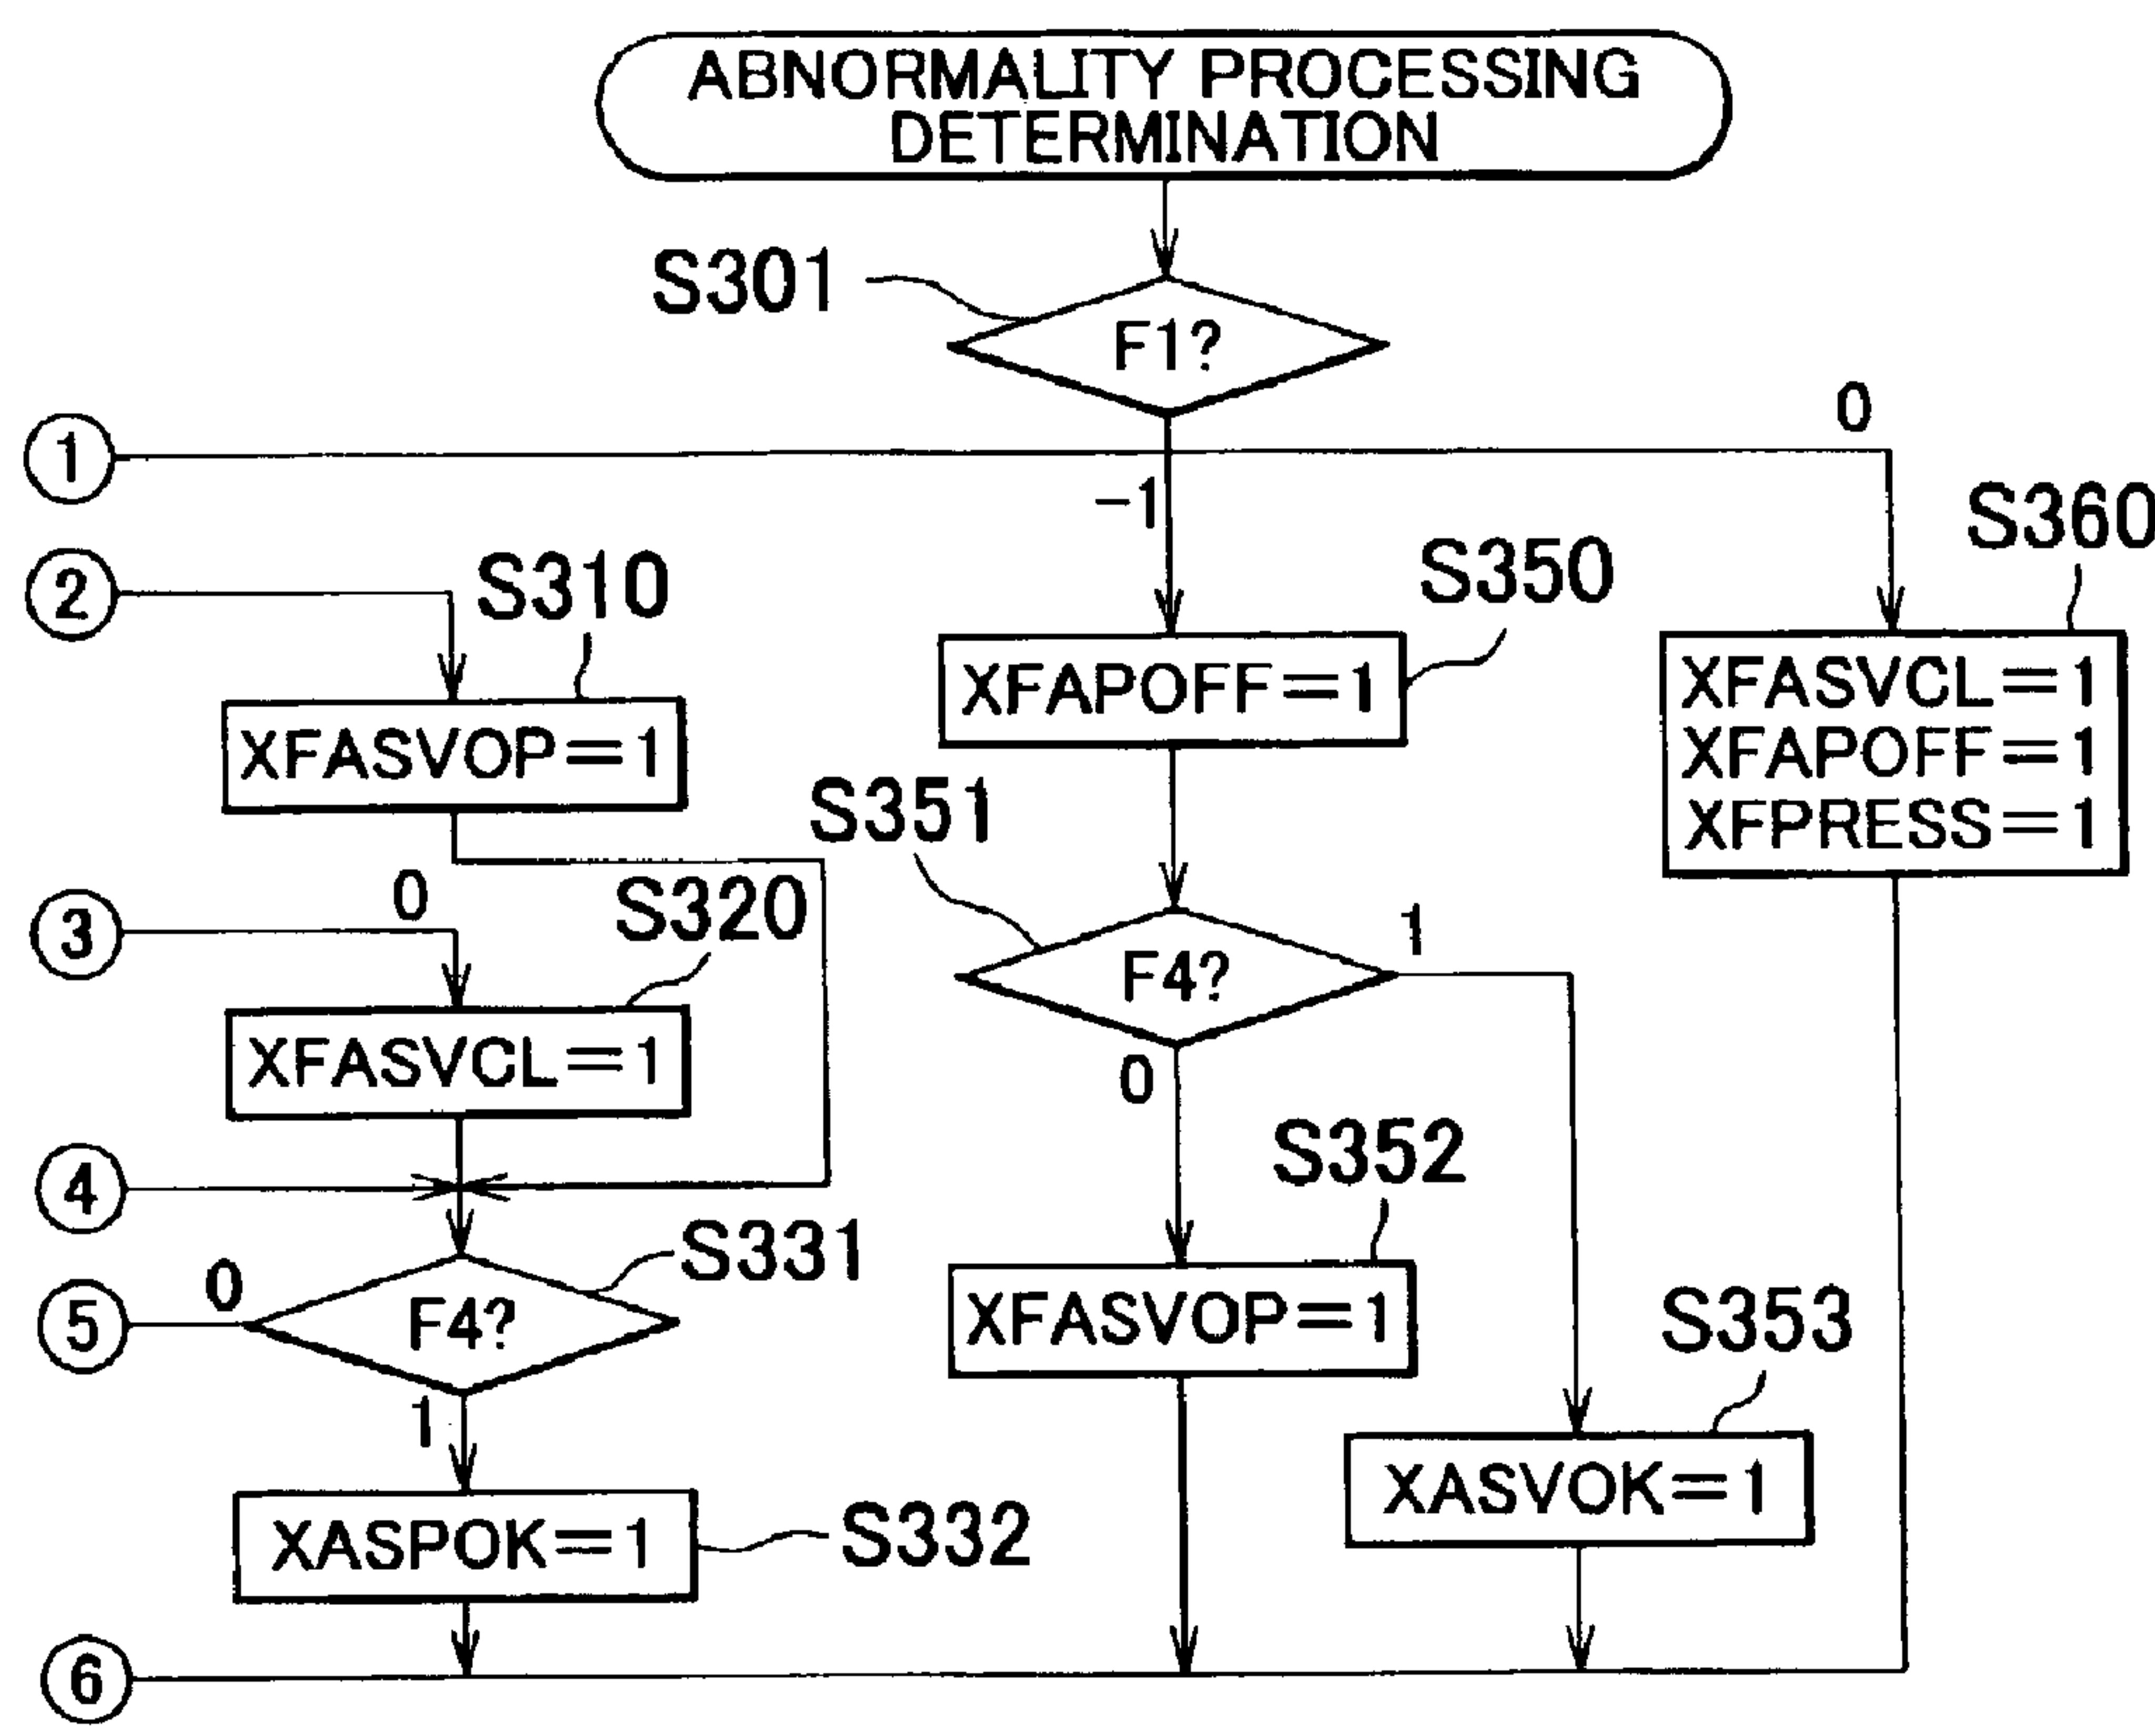 ABNORMALITY PROCESSING
DETERMINATION
S301
F1?
0
1
-1
S360
2
S310
S350
XFASVOP=1
XFAPOFF=1
XFASVCL=1
XFAPOFF=1
XFPRESS=1
S351
3
0
S320
F4?
1
XFASVCL=1
0
4
S352
S331
0
5
F4?
XFASVOP=1
S353
1
XASPOK=1
S332
XASVOK=1
6